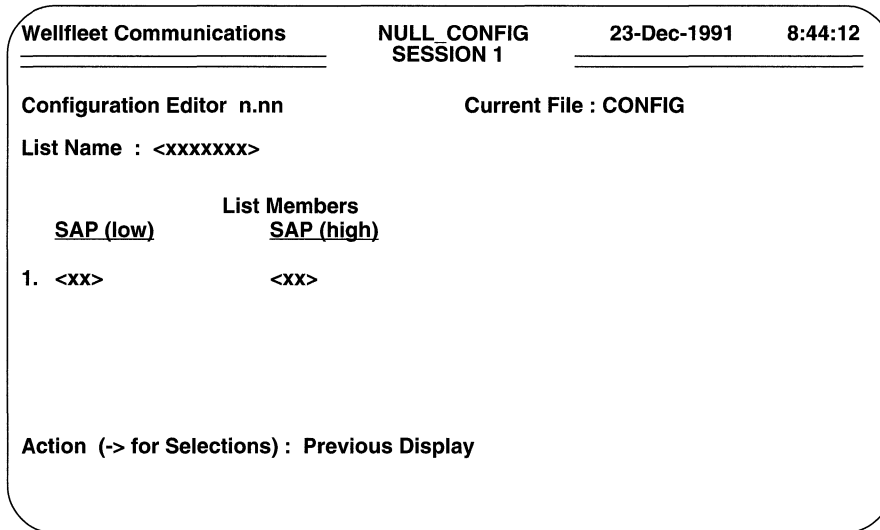 Wellfleet Communications NULL_CONFIG 23-Dec-1991 8:44:12
SESSION 1
Configuration Editor n.nn Current File : CONFIG
List Name : <xxxxxxx>
List Members
SAP (low) SAP (high)
1. <xx> <xx>
Action (-> for Selections) : Previous Display